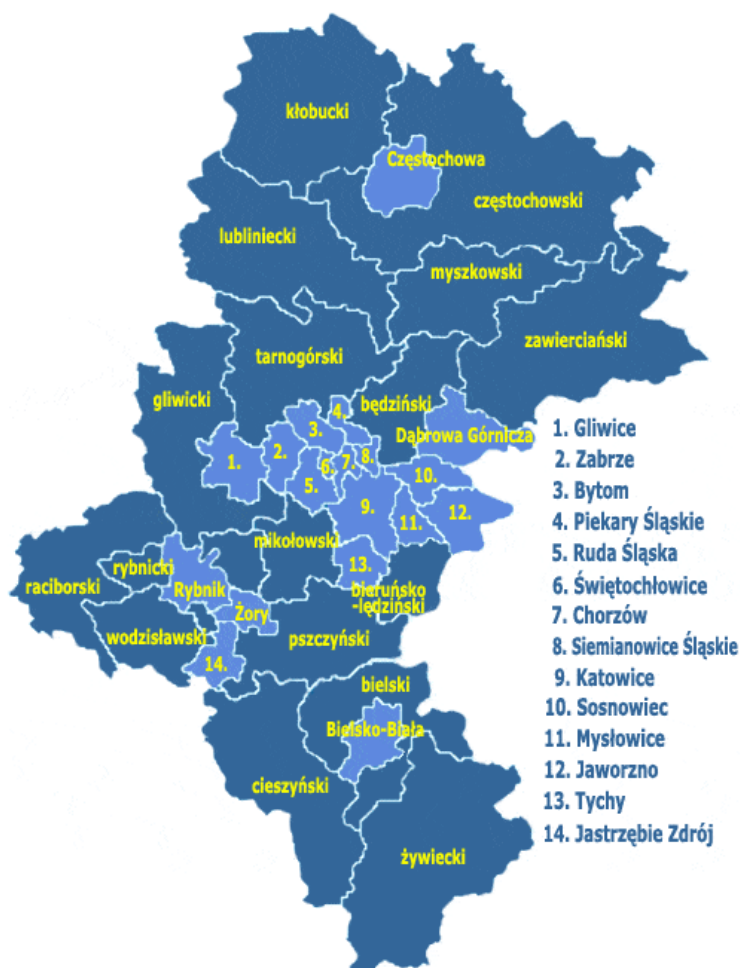 kłobucki
Częstochowa
częstochowski
lubliniecki
myszkowski
zawierciański
tarnogórski
gliwicki
będziński
Dąbrowa Górnicza
4.
3.
2.
1.
8.
7.
6.
5.
10.
9.
11.
12.
mikołowski
13.
rybnicki
raciborski
Rybnik
bieruńsko
-lędziński
Żory
wodzisławski
pszczyński
14.
bielski
Bielsko-Biała
cieszyński
żywiecki
1. Gliwice
2. Zabrze
3. Bytom
4. Piekary Śląskie
5. Ruda Śląska
6. Świętochłowice
7. Chorzów
8. Siemianowice Śląskie
9. Katowice
10. Sosnowiec
11. Mysłowice
12. Jaworzno
13. Tychy
14. Jastrzębie Zdrój